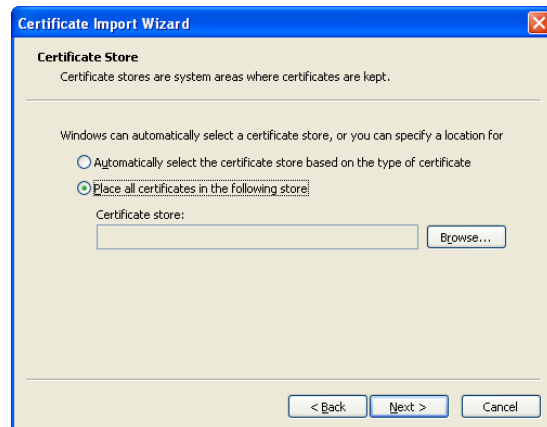 Certificate Import Wizard
Certificate Store
Certificate stores are system areas where certificates are kept.
Windows can automatically select a certificate store, or you can specify a location for
Automatically select the certificate store based on the type of certificate
Place all certificates in the following store
Certificate store:
Browse...
< Back
Next >
Cancel